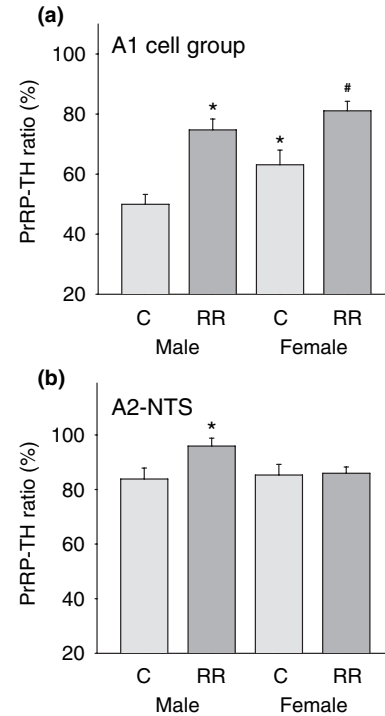 (a)
A1 cell group
PrRP-TH ratio (%)
100
80
60
40
20
*
*
#
C RR C RR
Male Female
(b)
A2-NTS
PrRP-TH ratio (%)
100
80
60
40
20
*
C RR C RR
Male Female